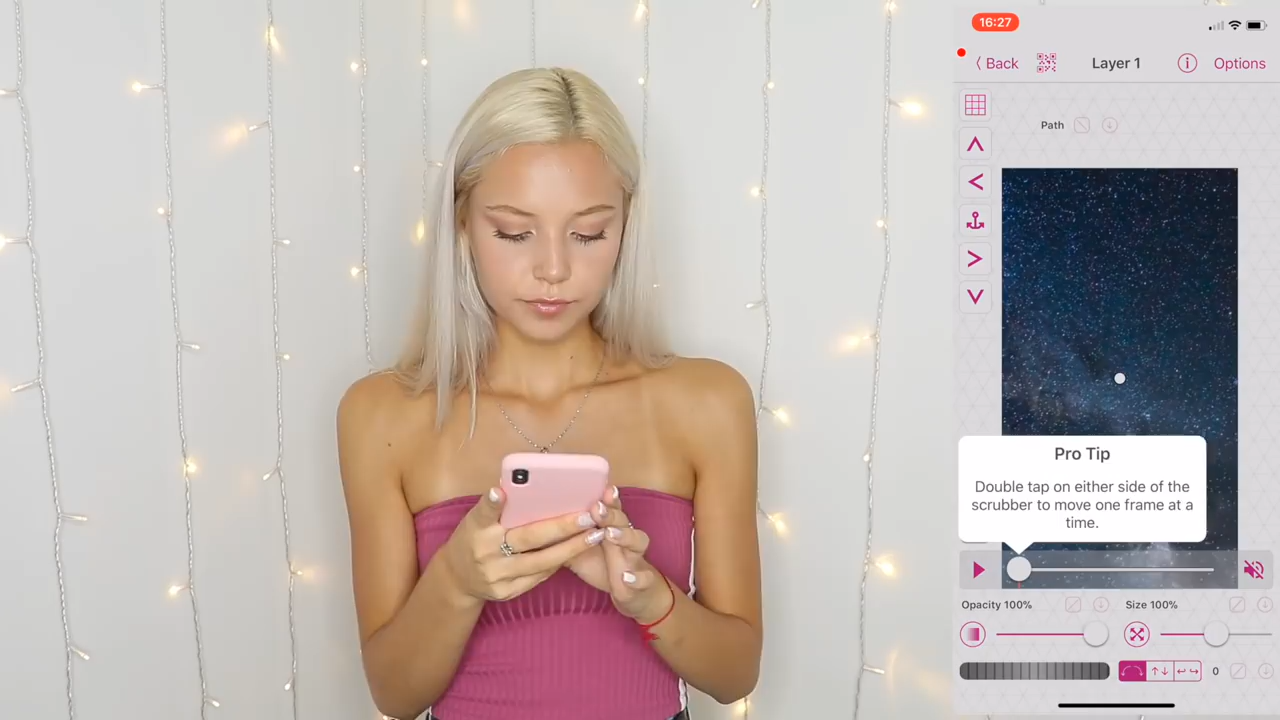 16:27
Back
Layer 1
Options
Path
Pro Tip
Double tap on either side of the
scrubber to move one frame at a
time.
Opacity 100%
Size 100%
0